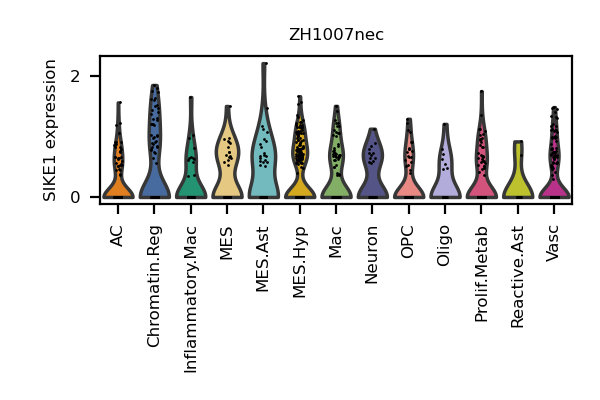 ZH1007nec
SIKE1 expression
2
0
AC
Chromatin.Reg
Inflammatory.Mac
MES
MES.Ast
MES.Hyp
Mac
Neuron
OPC
Oligo
Prolif.Metab
Reactive.Ast
Vasc